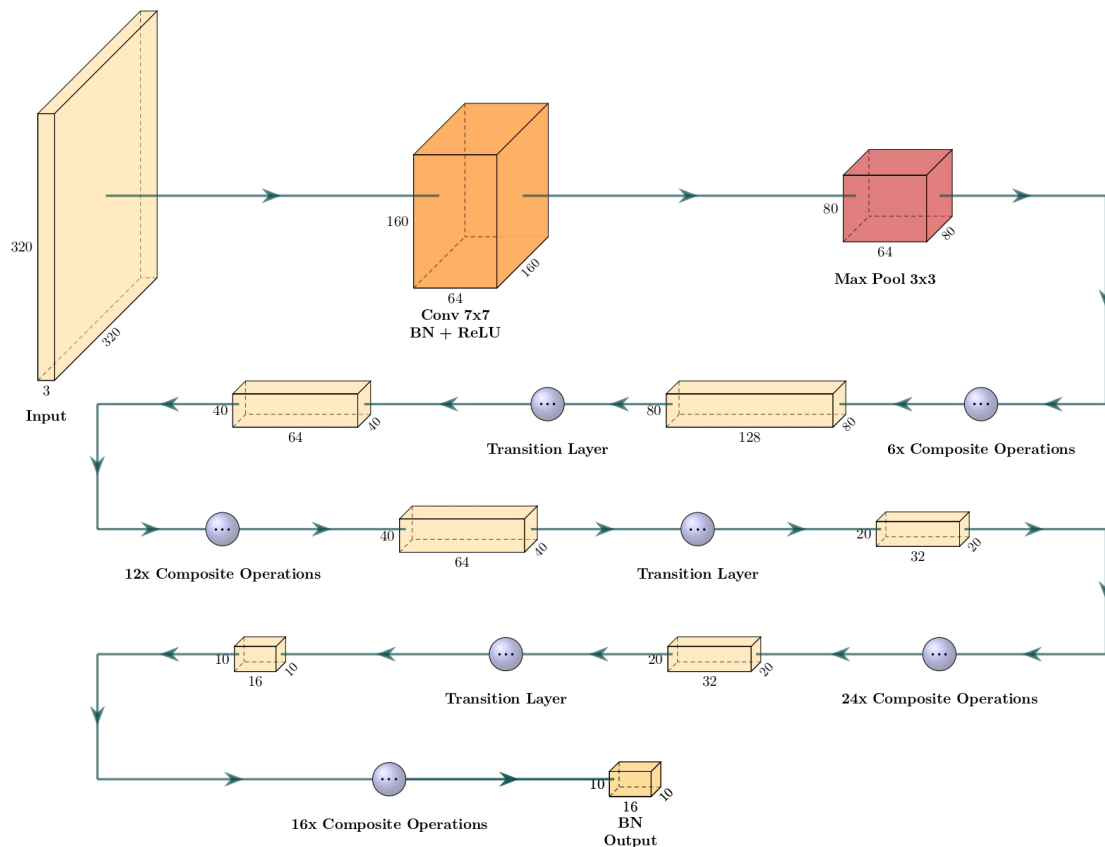 320
320
3
Input
160
160
64
Conv 7x7
BN + ReLU
80
80
64
Max Pool 3x3
40
40
64
Transition Layer
80
80
128
6x Composite Operations
12x Composite Operations
40
40
64
Transition Layer
20
20
32
10
10
16
Transition Layer
20
20
32
24x Composite Operations
16x Composite Operations
10
10
16
BN
Output